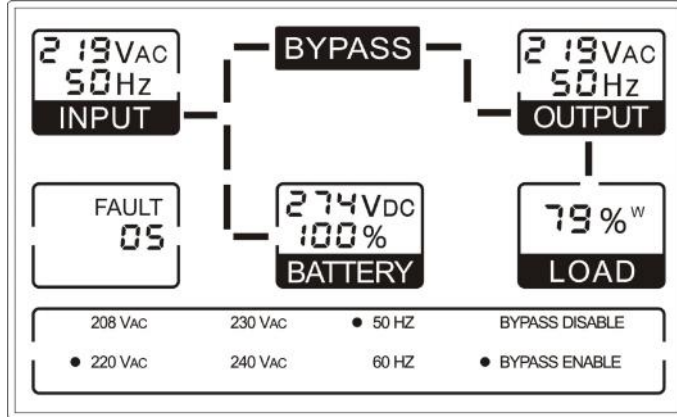 219VAC
50Hz
INPUT
BYPASS
219VAC
50Hz
OUTPUT
FAULT
05
274VDC
100%
BATTERY
79%W
LOAD
208 VAC 230 VAC ● 50 HZ BYPASS DISABLE
● 220 VAC 240 VAC 60 HZ ● BYPASS ENABLE